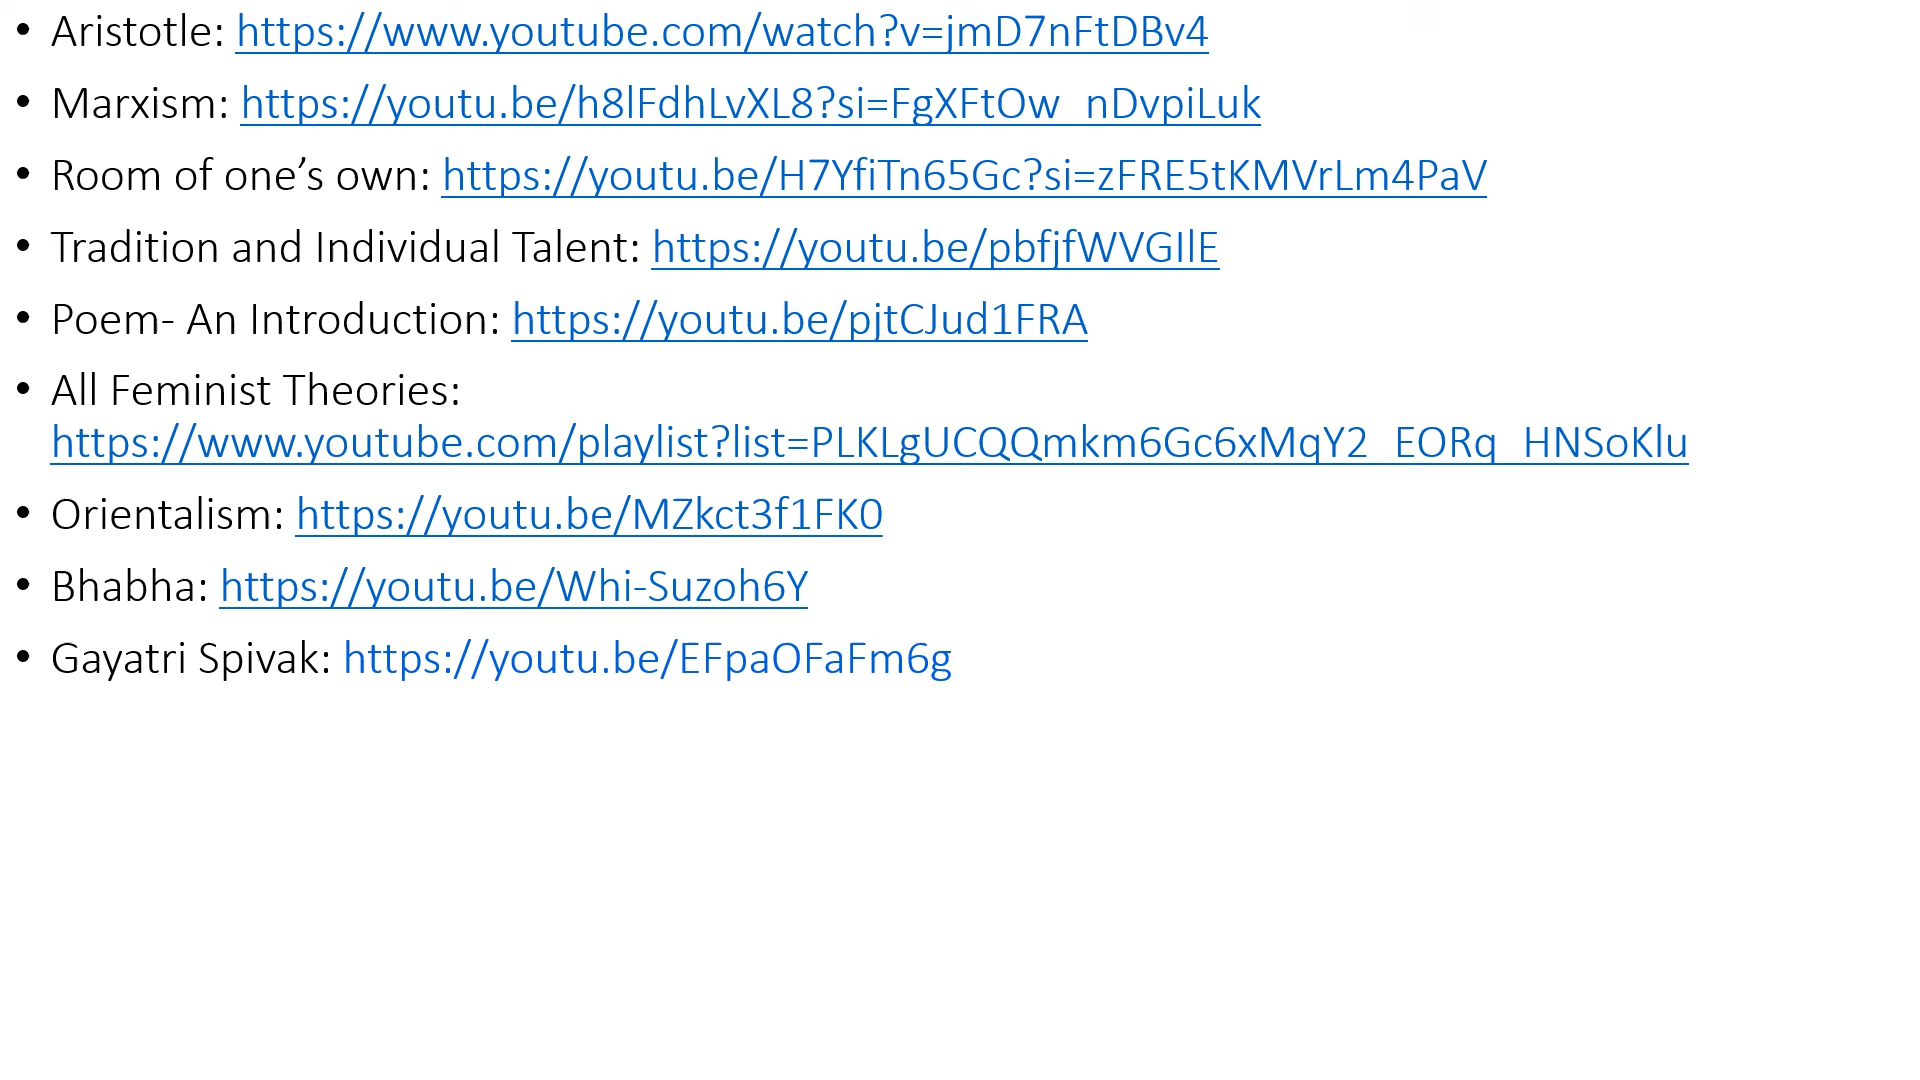 • Aristotle: https://www.youtube.com/watch?v=jmD7nFtDBv4
• Marxism: https://youtu.be/h8lFdhLvXL8?si=FgXFtOw_nDvpiLuk
• Room of one’s own: https://youtu.be/H7YfiTn65Gc?si=zFRE5tKMVrLm4PaV
• Tradition and Individual Talent: https://youtu.be/pbfjfWVGIlE
• Poem- An Introduction: https://youtu.be/pjtCJud1FRA
• All Feminist Theories:
https://www.youtube.com/playlist?list=PLKLgUCQQmkm6Gc6xMqY2_EORq_HNSoKlu
• Orientalism: https://youtu.be/MZkct3f1FK0
• Bhabha: https://youtu.be/Whi-Suzoh6Y
• Gayatri Spivak: https://youtu.be/EFpaOFaFm6g